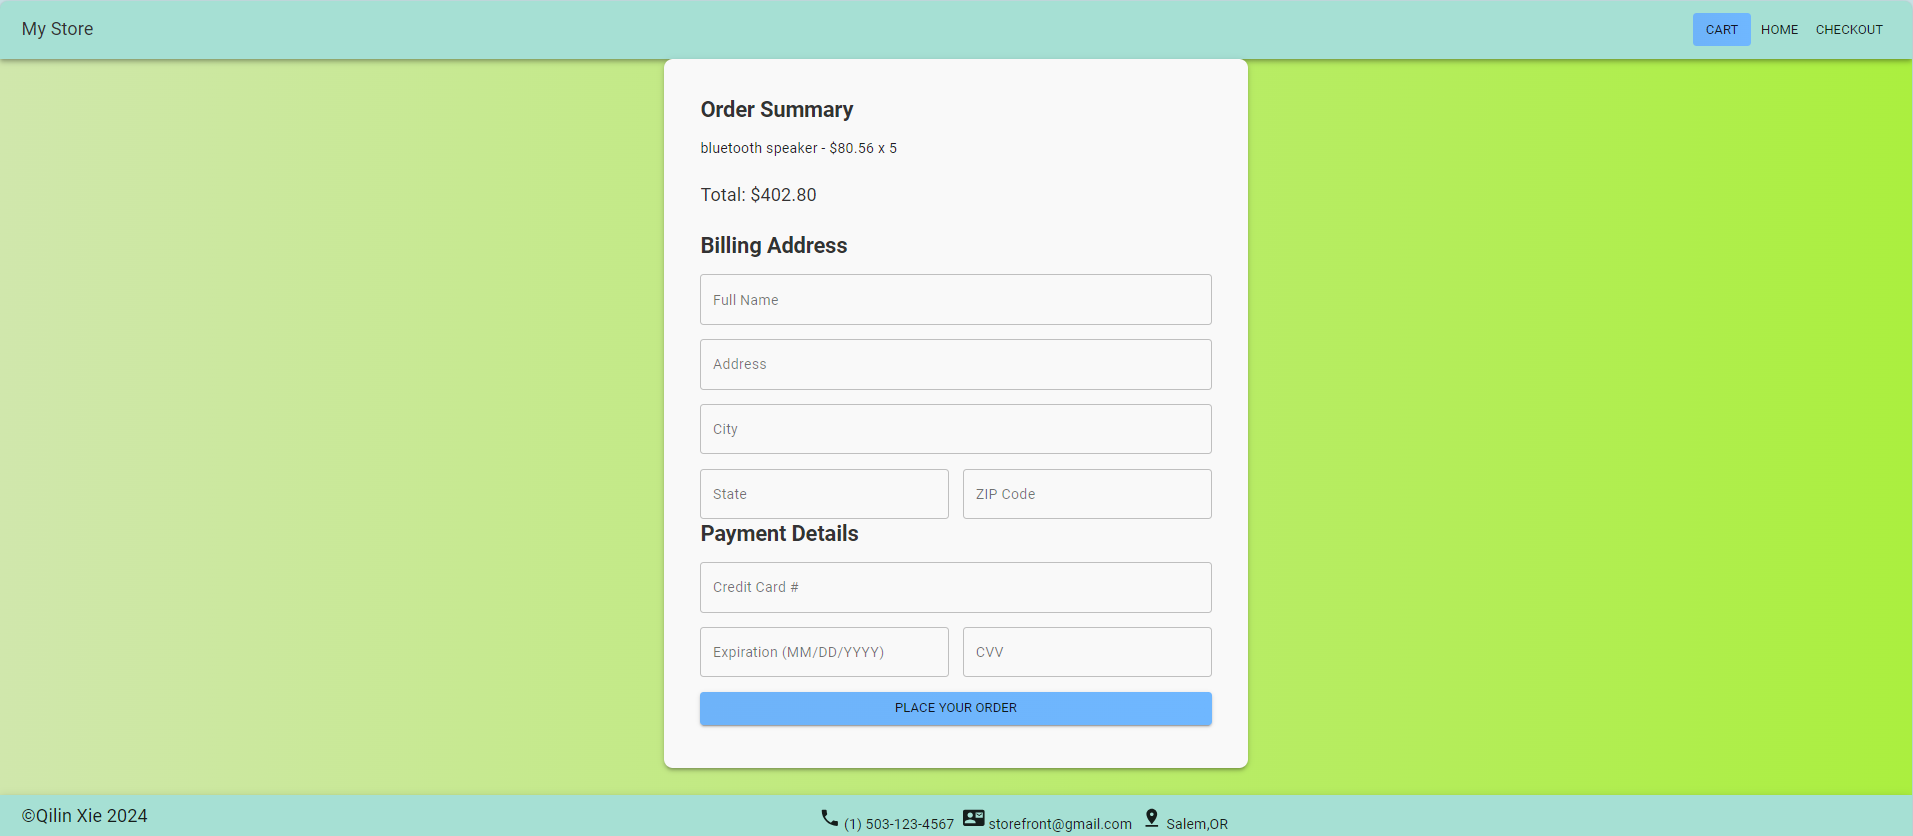 My Store
CART HOME CHECKOUT
Order Summary
bluetooth speaker - $80.56 x 5
Total: $402.80
Billing Address
Full Name
Address
City
State ZIP Code
Payment Details
Credit Card #
Expiration (MM/DD/YYYY) CVV
PLACE YOUR ORDER
©Qilin Xie 2024
(1) 503-123-4567 storefront@gmail.com Salem,OR